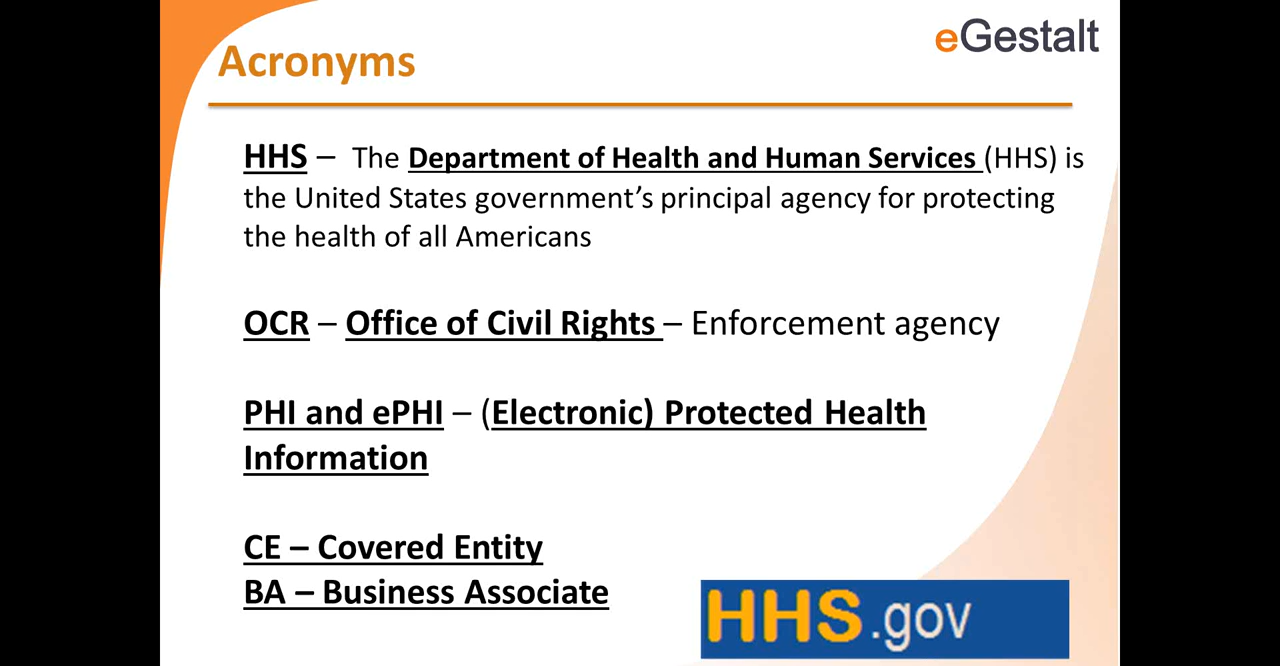 eGestalt
Acronyms
HHS – The Department of Health and Human Services (HHS) is
the United States government’s principal agency for protecting
the health of all Americans
OCR – Office of Civil Rights – Enforcement agency
PHI and ePHI – (Electronic) Protected Health
Information
CE – Covered Entity
BA – Business Associate
HHS.gov